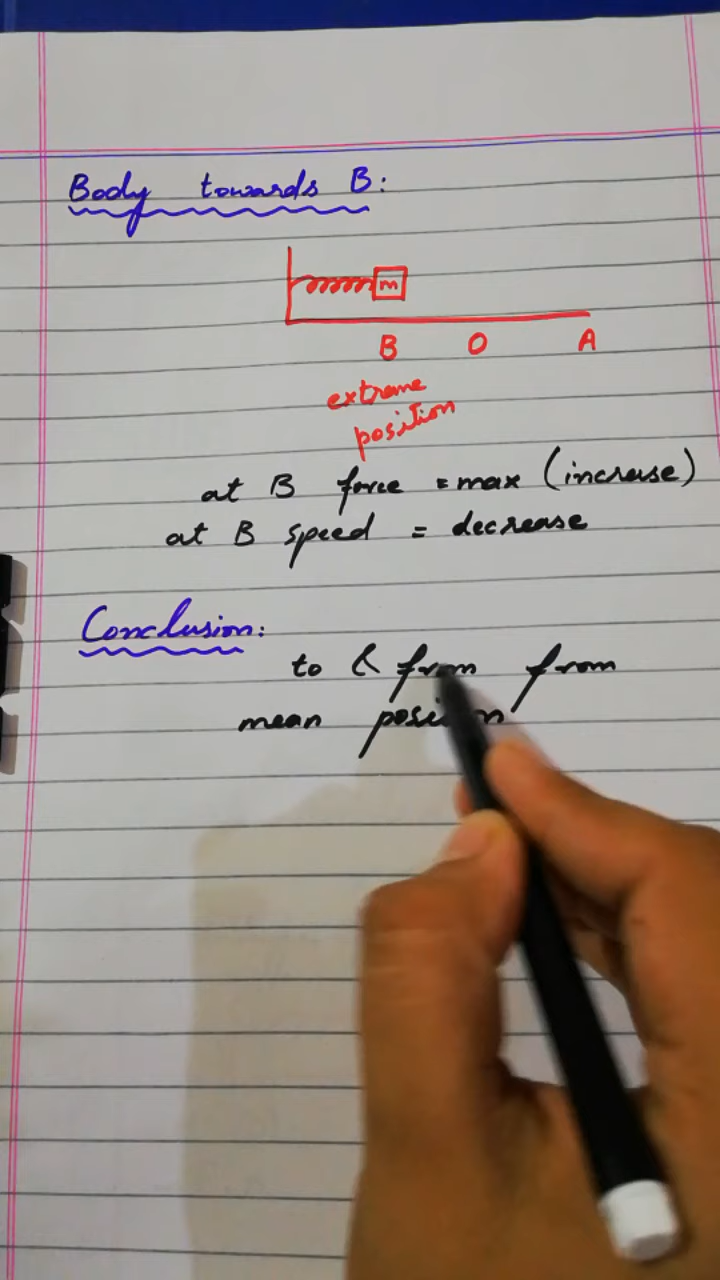 Body towards B:
m
B O A
extreme
position
at B force = max (increase)
at B speed = decrease
Conclusion:
to & from from
mean position